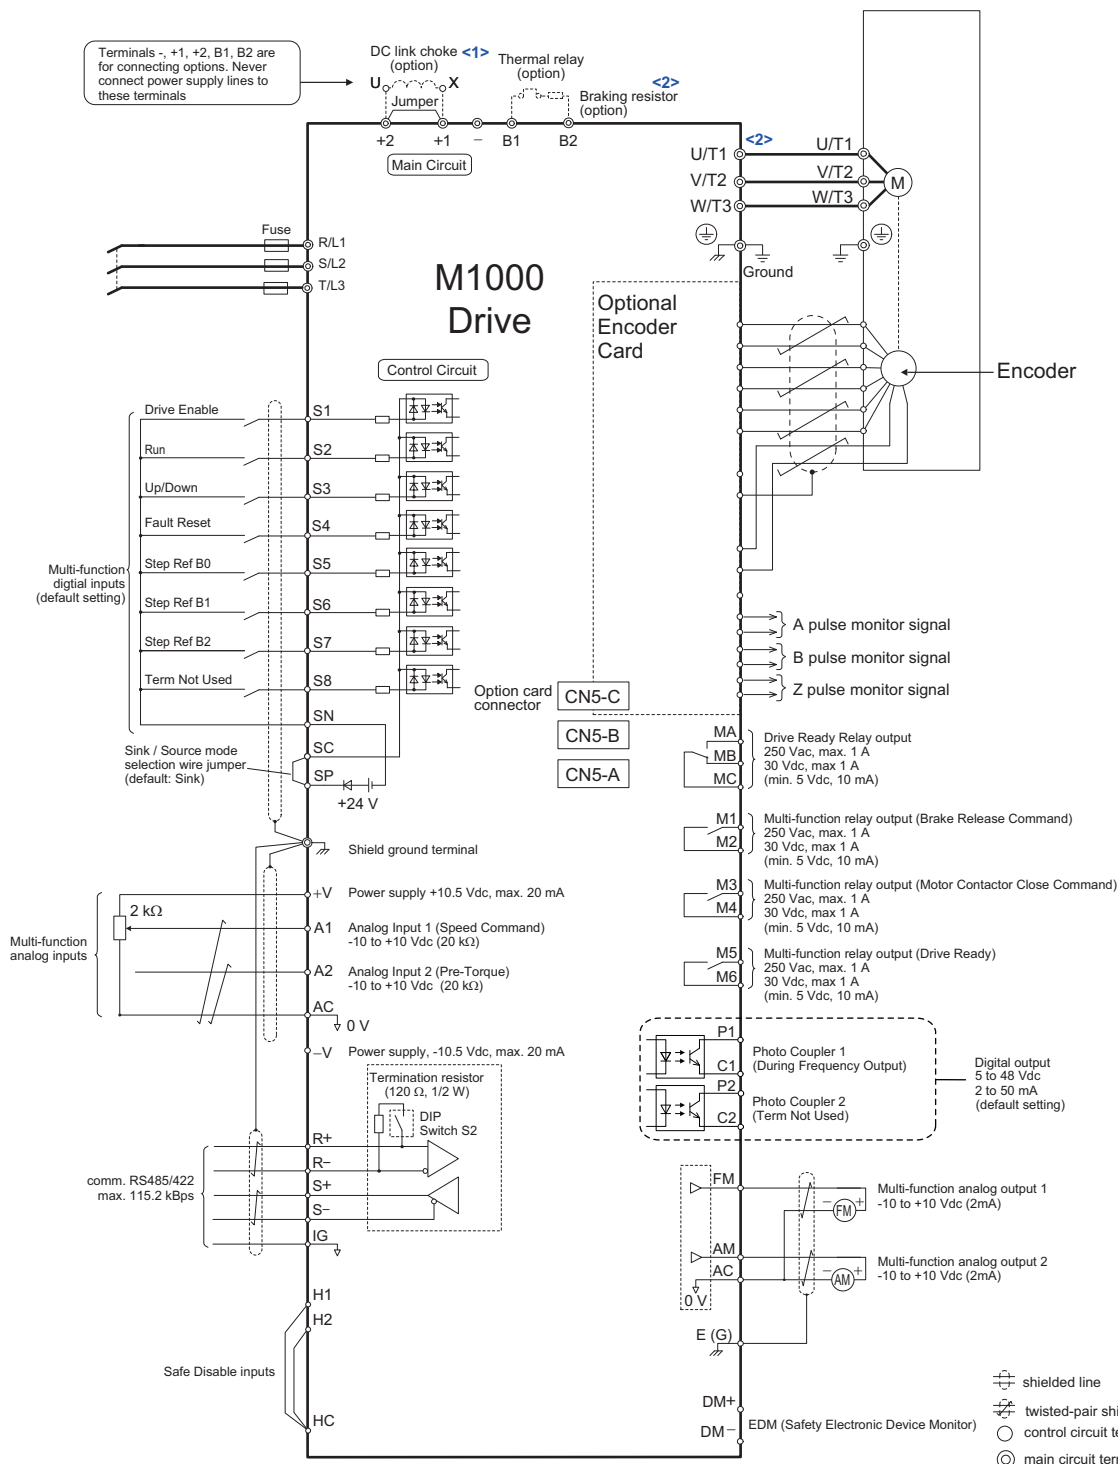 Terminals -, +1, +2, B1, B2 are
for connecting options. Never
connect power supply lines to
these terminals
DC link choke <1>
(option)
U X
Jumper
Thermal relay
(option)
<2>
Braking resistor
(option)
+2 +1 – B1 B2
Main Circuit
<2>
U/T1 U/T1
V/T2 V/T2
W/T3 W/T3
M
Ground
Fuse
R/L1
S/L2
T/L3
M1000
Drive
Optional
Encoder
Card
Encoder
Control Circuit
Drive Enable S1
Run S2
Up/Down S3
Fault Reset S4
Step Ref B0 S5
Step Ref B1 S6
Step Ref B2 S7
Term Not Used S8
Multi-function
digtial inputs
(default setting)
SN
SC
SP
+24 V
Sink / Source mode
selection wire jumper
(default: Sink)
Option card
connector
CN5-C
CN5-B
CN5-A
A pulse monitor signal
B pulse monitor signal
Z pulse monitor signal
MA
MB
MC
Drive Ready Relay output
250 Vac, max. 1 A
30 Vdc, max 1 A
(min. 5 Vdc, 10 mA)
M1
M2
Multi-function relay output (Brake Release Command)
250 Vac, max. 1 A
30 Vdc, max 1 A
(min. 5 Vdc, 10 mA)
M3
M4
Multi-function relay output (Motor Contactor Close Command)
250 Vac, max. 1 A
30 Vdc, max 1 A
(min. 5 Vdc, 10 mA)
M5
M6
Multi-function relay output (Drive Ready)
250 Vac, max. 1 A
30 Vdc, max 1 A
(min. 5 Vdc, 10 mA)
Shield ground terminal
+V Power supply +10.5 Vdc, max. 20 mA
2 kΩ
Multi-function
analog inputs
A1 Analog Input 1 (Speed Command)
-10 to +10 Vdc (20 kΩ)
A2 Analog Input 2 (Pre-Torque)
-10 to +10 Vdc (20 kΩ)
AC
0 V
–V Power supply, -10.5 Vdc, max. 20 mA
P1
C1
Photo Coupler 1
(During Frequency Output)
P2
C2
Photo Coupler 2
(Term Not Used)
Digital output
5 to 48 Vdc
2 to 50 mA
(default setting)
Termination resistor
(120 Ω, 1/2 W)
DIP
Switch S2
comm. RS485/422
max. 115.2 kBps
R+
R–
S+
S–
IG
FM
– FM +
Multi-function analog output 1
-10 to +10 Vdc (2mA)
AM
AC
– AM +
0 V
Multi-function analog output 2
-10 to +10 Vdc (2mA)
E (G)
H1
H2
Safe Disable inputs
HC
DM+
DM –
EDM (Safety Electronic Device Monitor)
shielded line
twisted-pair shi
control circuit te
main circuit ter